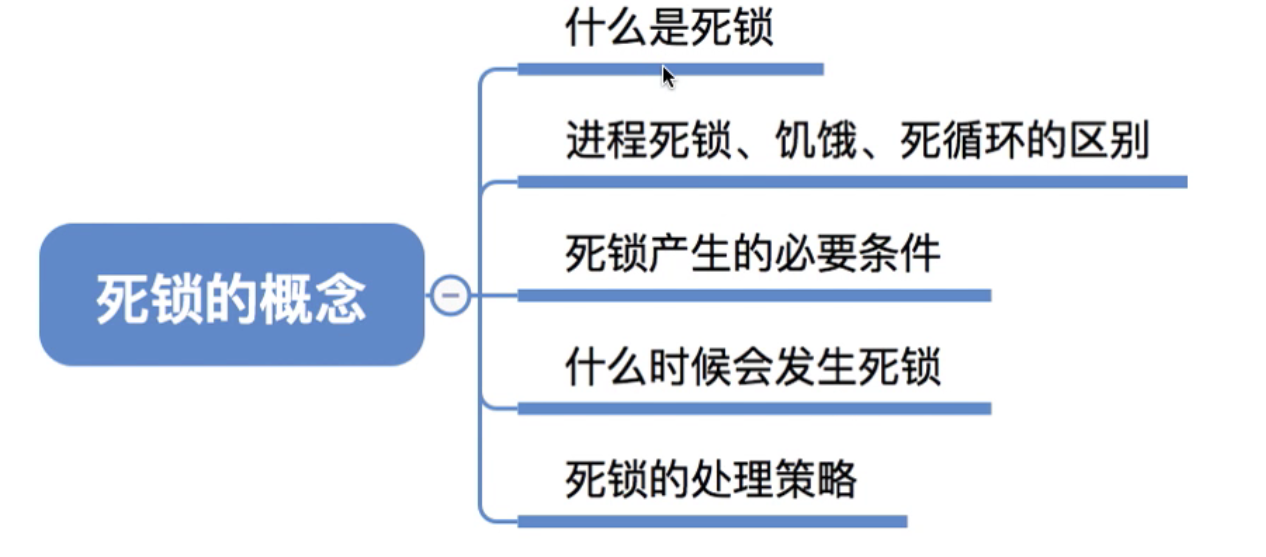 什么是死锁
进程死锁、饥饿、死循环的区别
死锁的概念
死锁产生的必要条件
什么时候会发生死锁
死锁的处理策略